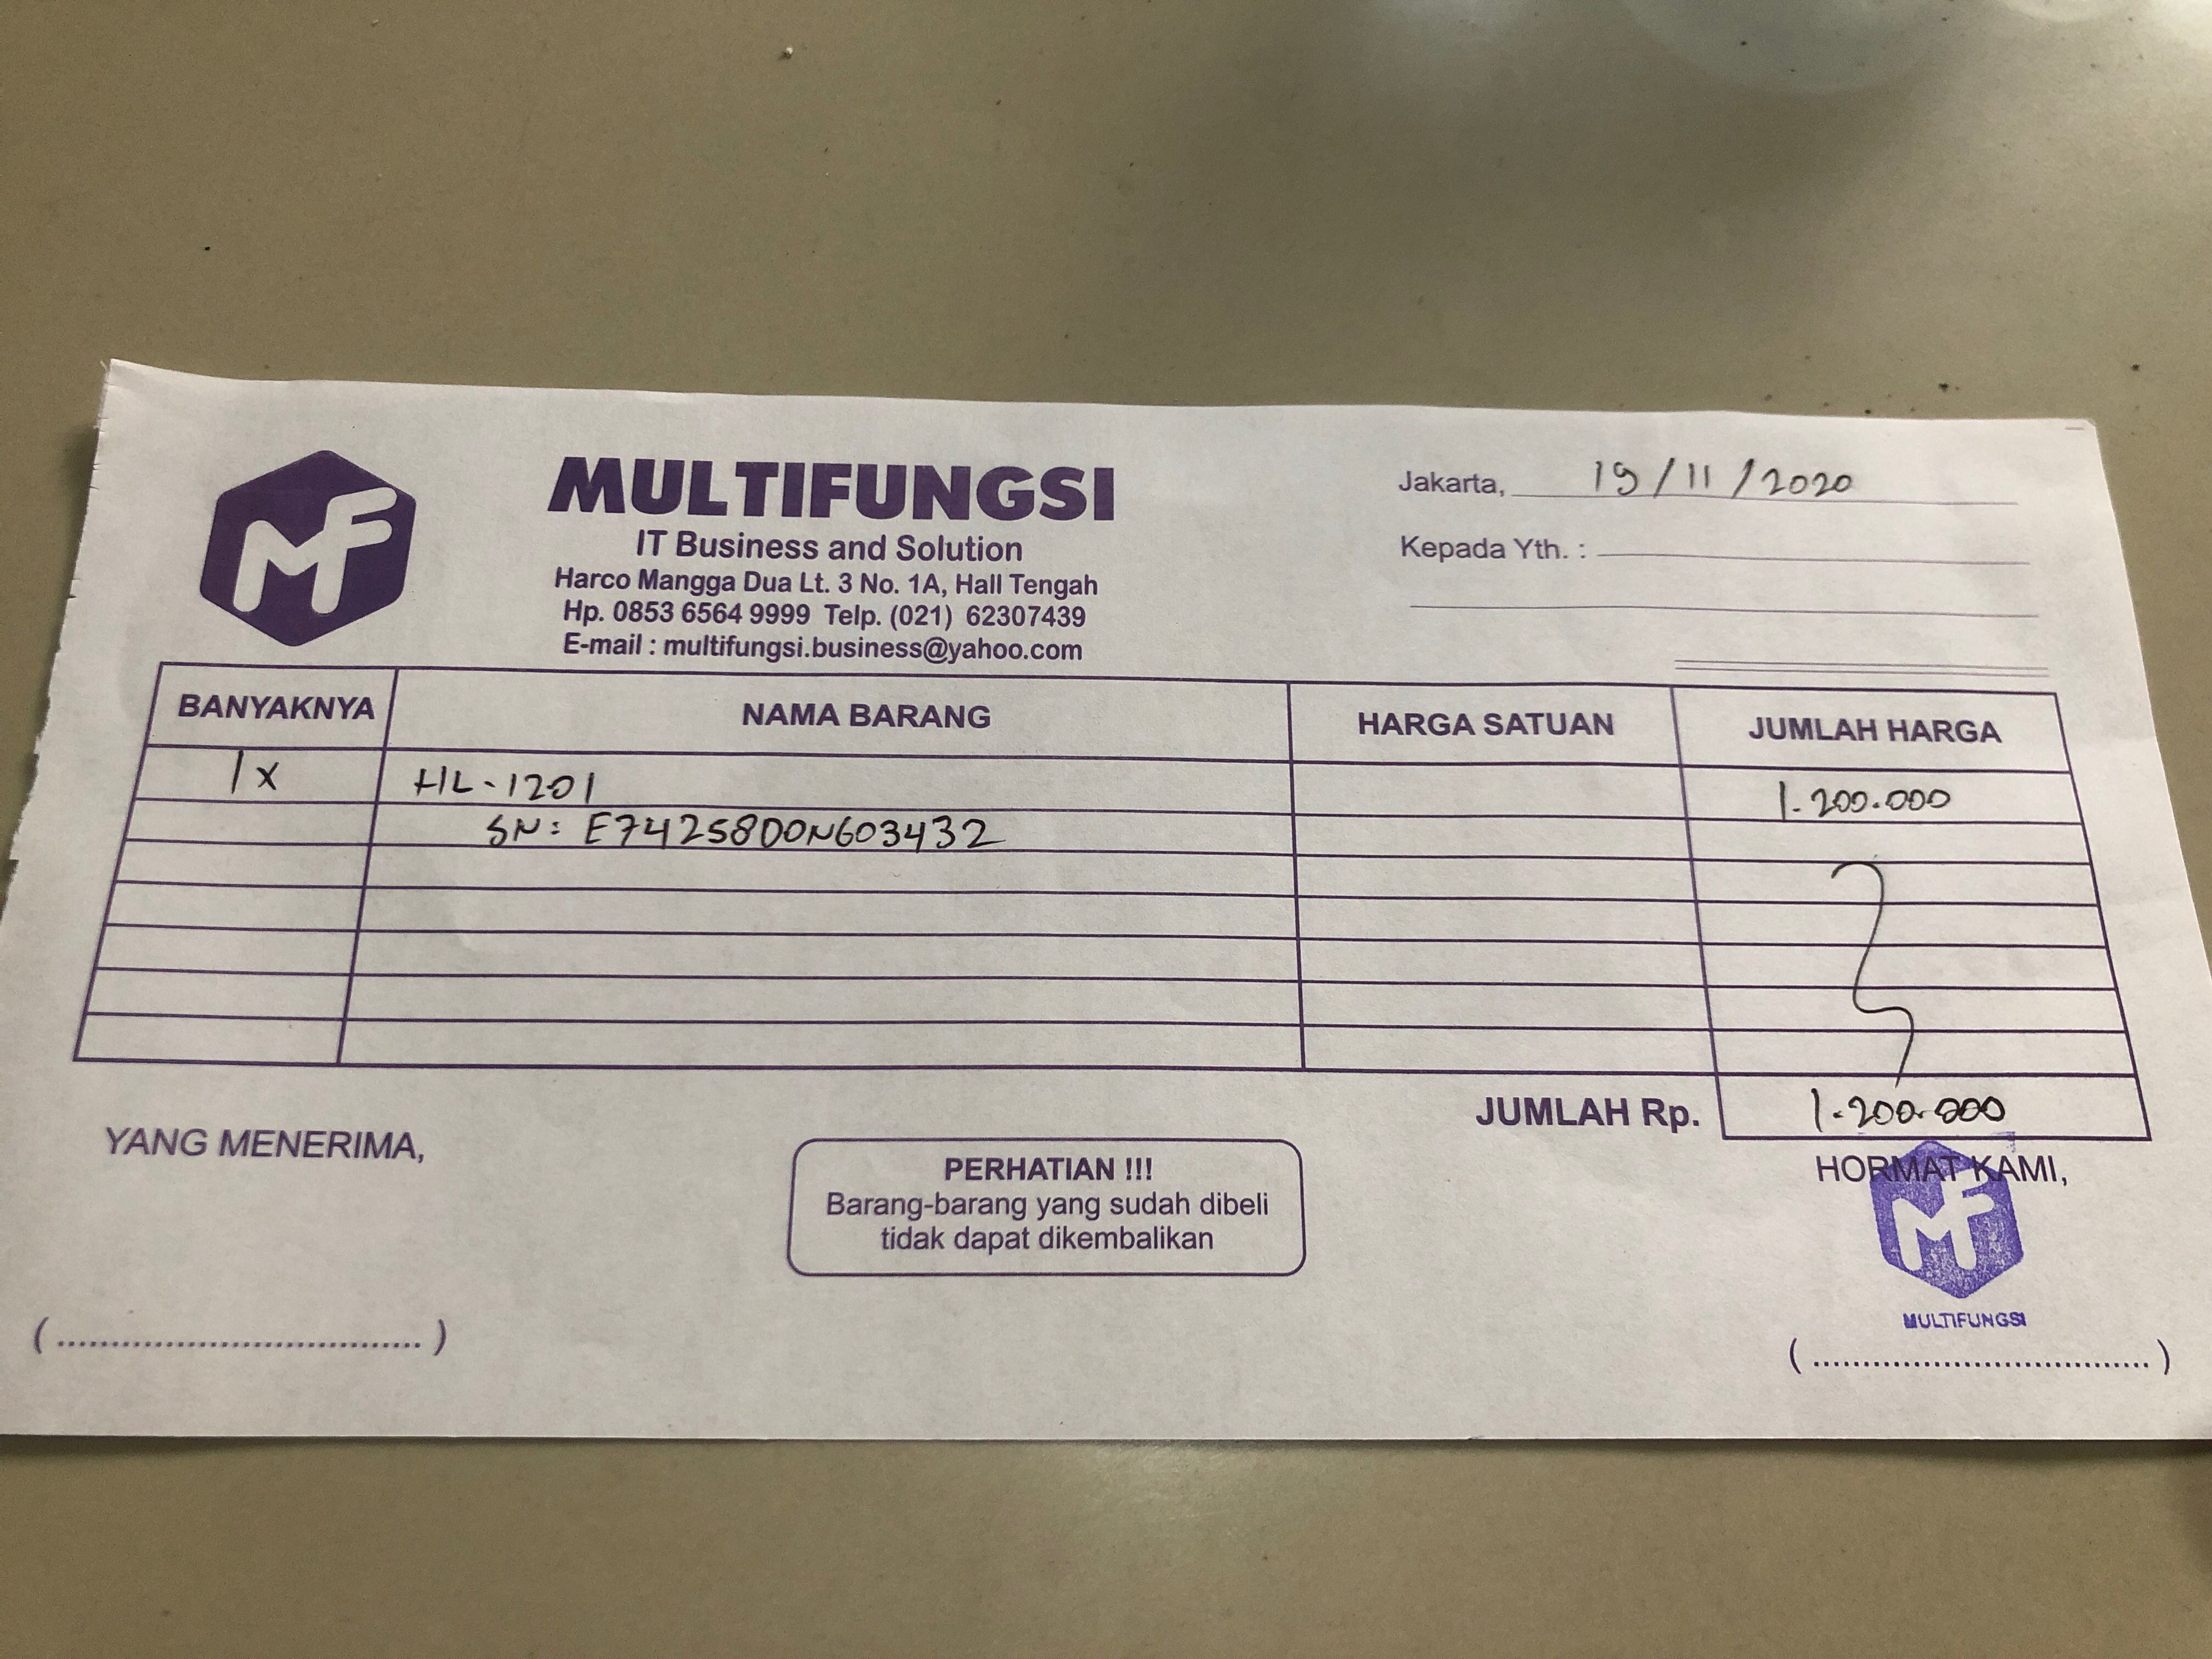 MF
MULTIFUNGSI
IT Business and Solution
Harco Mangga Dua Lt. 3 No. 1A, Hall Tengah
Hp. 0853 6564 9999 Telp. (021) 62307439
E-mail : multifungsi.business@yahoo.com
Jakarta, 19/11/2020
Kepada Yth. :
BANYAKNYA NAMA BARANG HARGA SATUAN JUMLAH HARGA
1x HL-1201 1.200.000
SN: E74258D0N603432
JUMLAH Rp. 1.200.000
YANG MENERIMA,
PERHATIAN !!!
Barang-barang yang sudah dibeli
tidak dapat dikembalikan
HORMAT KAMI,
MF
MULTIFUNGSI
(....................................)
(....................................)